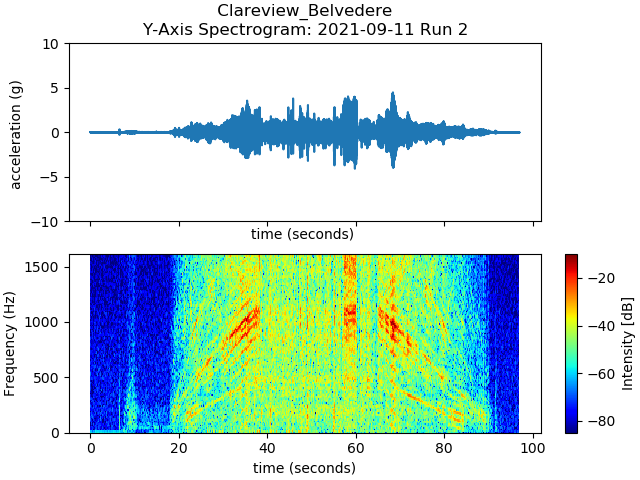 Clareview_Belvedere
Y-Axis Spectrogram: 2021-09-11 Run 2
10
5
0
−5
−10
acceleration (g)
time (seconds)
1500
1000
500
0
Frequency (Hz)
0 20 40 60 80 100
time (seconds)
−20
−40
−60
−80
Intensity [dB]